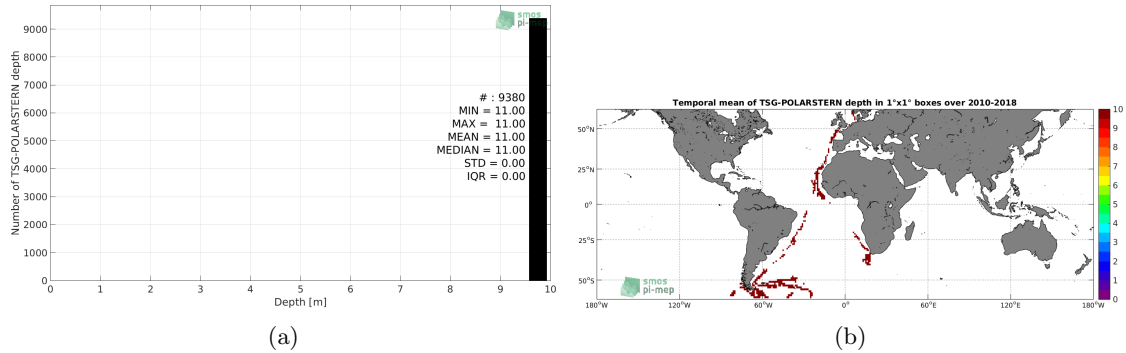 smos
pi-mep
Number of TSG-POLARSTERN depth
9000
8000
7000
6000
5000
4000
3000
2000
1000
0
# : 9380
MIN = 11.00
MAX = 11.00
MEAN = 11.00
MEDIAN = 11.00
STD = 0.00
IQR = 0.00
0 1 2 3 4 5 6 7 8 9 10
Depth [m]
(a)
Temporal mean of TSG-POLARSTERN depth in 1°x1° boxes over 2010-2018
50°N
25°N
0°
25°S
50°S
180°W 120°W 60°W 0° 60°E 120°E 180°E
smos
pi-mep
10
9
8
7
6
5
4
3
2
1
0
(b)